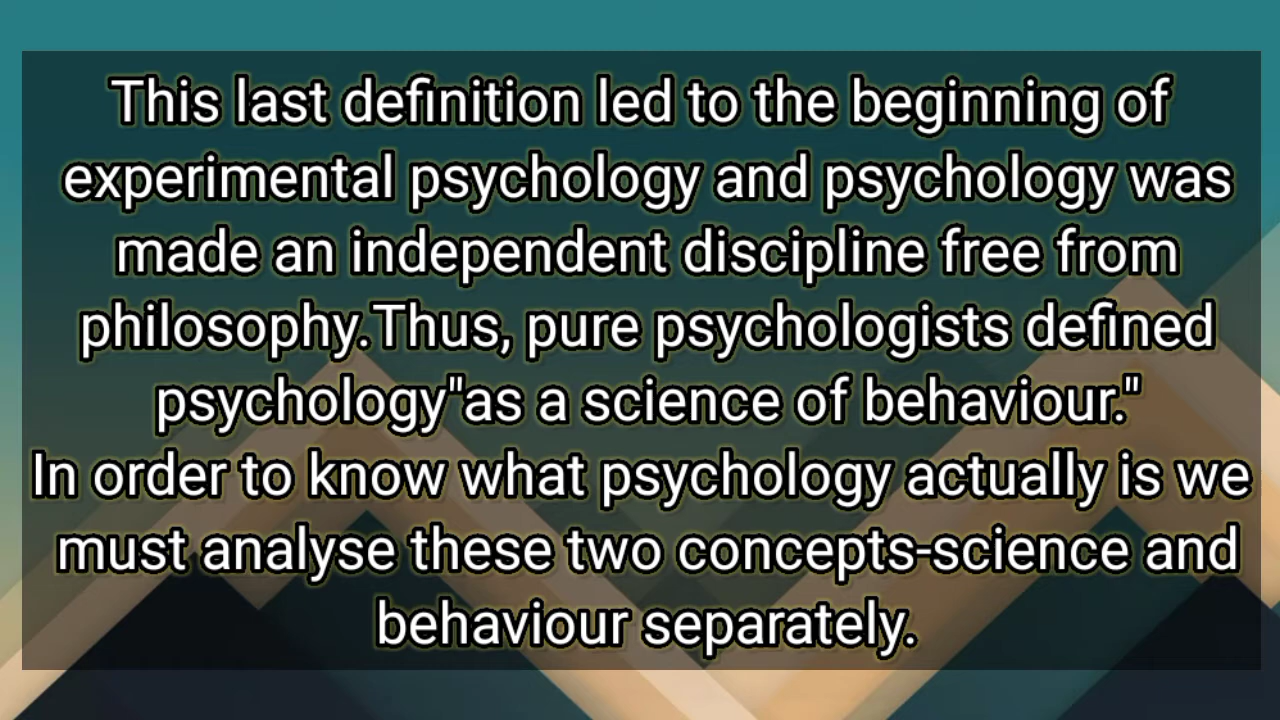 This last definition led to the beginning of
experimental psychology and psychology was
made an independent discipline free from
philosophy.Thus, pure psychologists defined
psychology"as a science of behaviour."
In order to know what psychology actually is we
must analyse these two concepts-science and
behaviour separately.